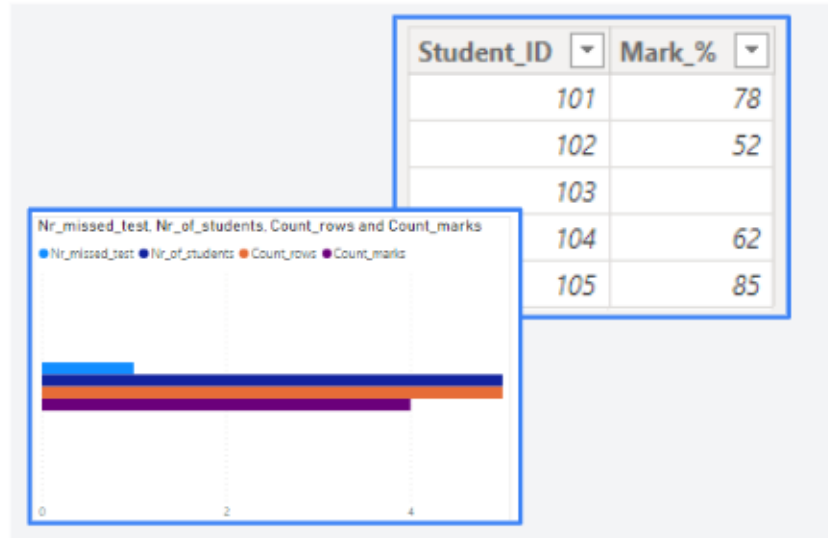 Student_ID Mark_%
101 78
102 52
103
104 62
105 85
Nr_missed_test, Nr_of_students, Count_rows and Count_marks
Nr_missed_test Nr_of_students Count_rows Count_marks
0 2 4